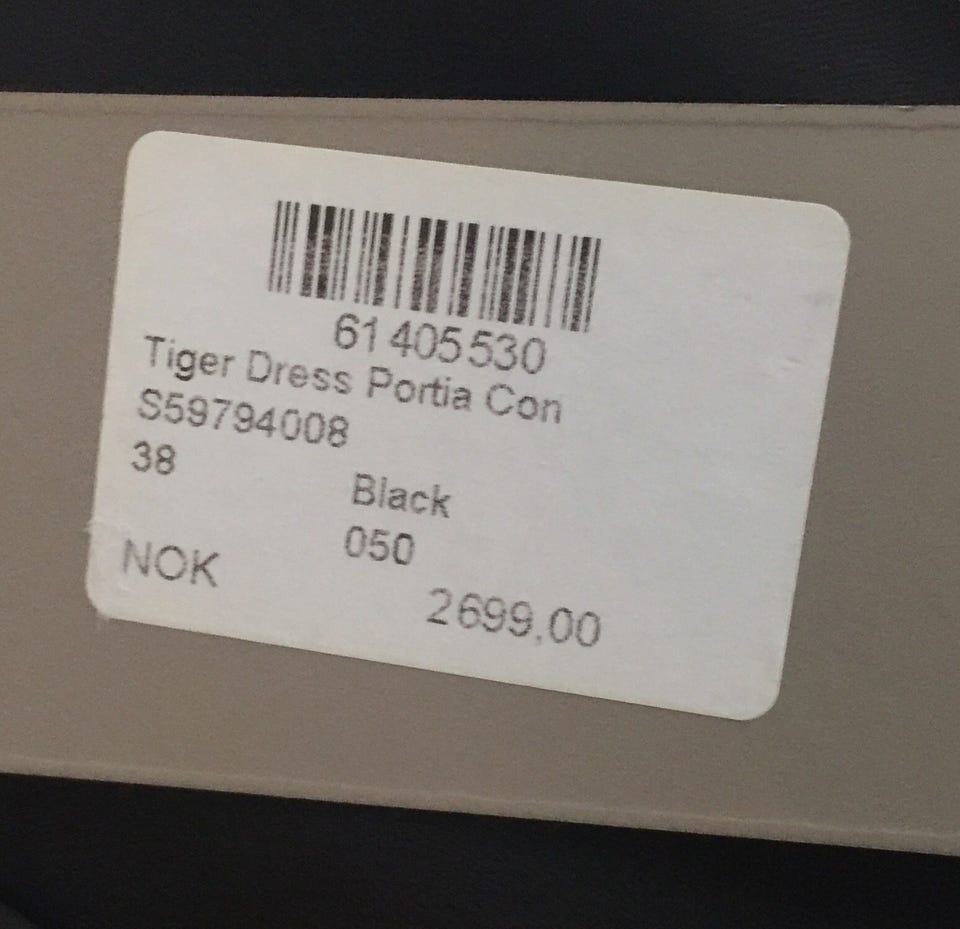 61405530
Tiger Dress Portia Con
S59794008
38
Black
050
NOK
2699,00